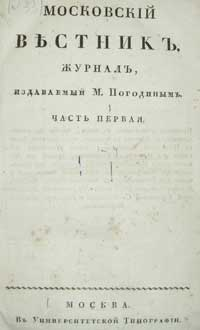 МОСКОВСКІЙ
ВѢСТНИКЪ.
ЖУРНАЛЪ,
ИЗДАВАЕМЫЙ М. ПОГОДИНЫМЪ.
ЧАСТЬ ПЕРВАЯ.
МОСКВА.
Въ Университетской Типографіи.